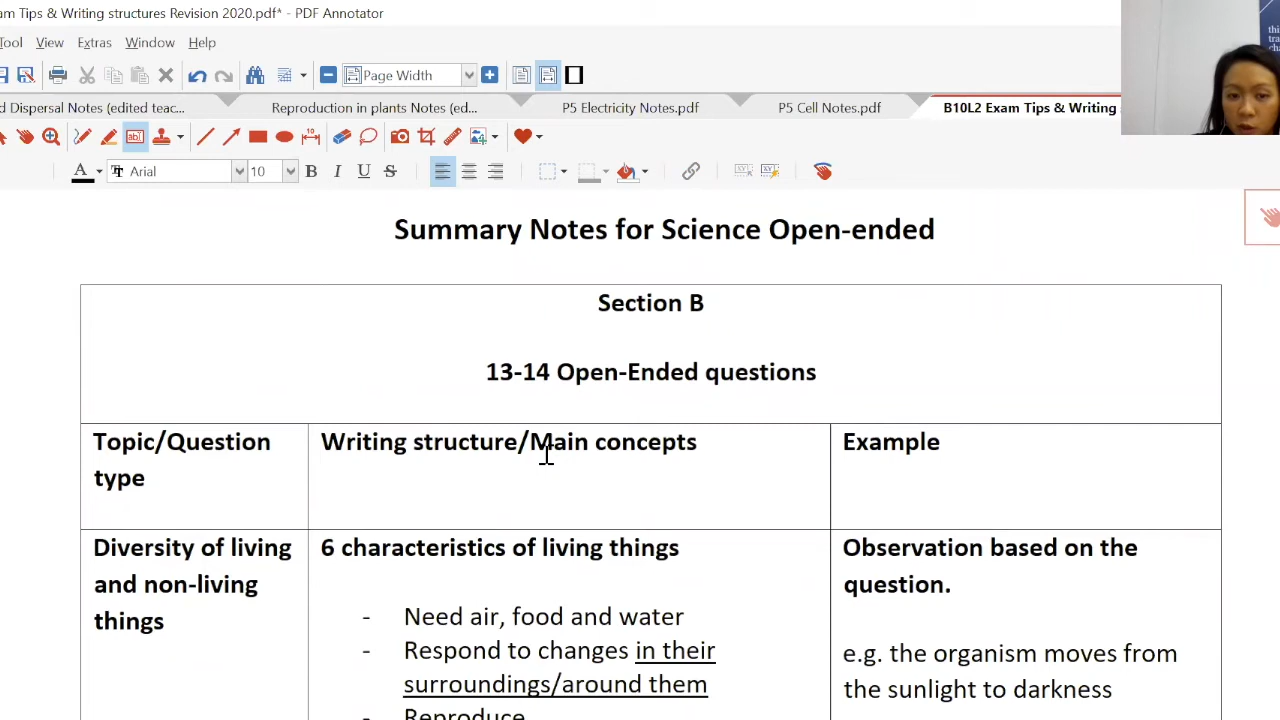 am Tips & Writing structures Revision 2020.pdf* - PDF Annotator
Tool View Extras Window Help
Page Width
d Dispersal Notes (edited teac... Reproduction in plants Notes (ed... P5 Electricity Notes.pdf P5 Cell Notes.pdf B10L2 Exam Tips & Writing
A Arial 10 B I U S
Summary Notes for Science Open-ended
Section B
13-14 Open-Ended questions
Topic/Question Writing structure/Main concepts Example
type
Diversity of living 6 characteristics of living things Observation based on the
and non-living question.
things
- Need air, food and water
- Respond to changes in their e.g. the organism moves from
surroundings/around them the sunlight to darkness
- Reproduce